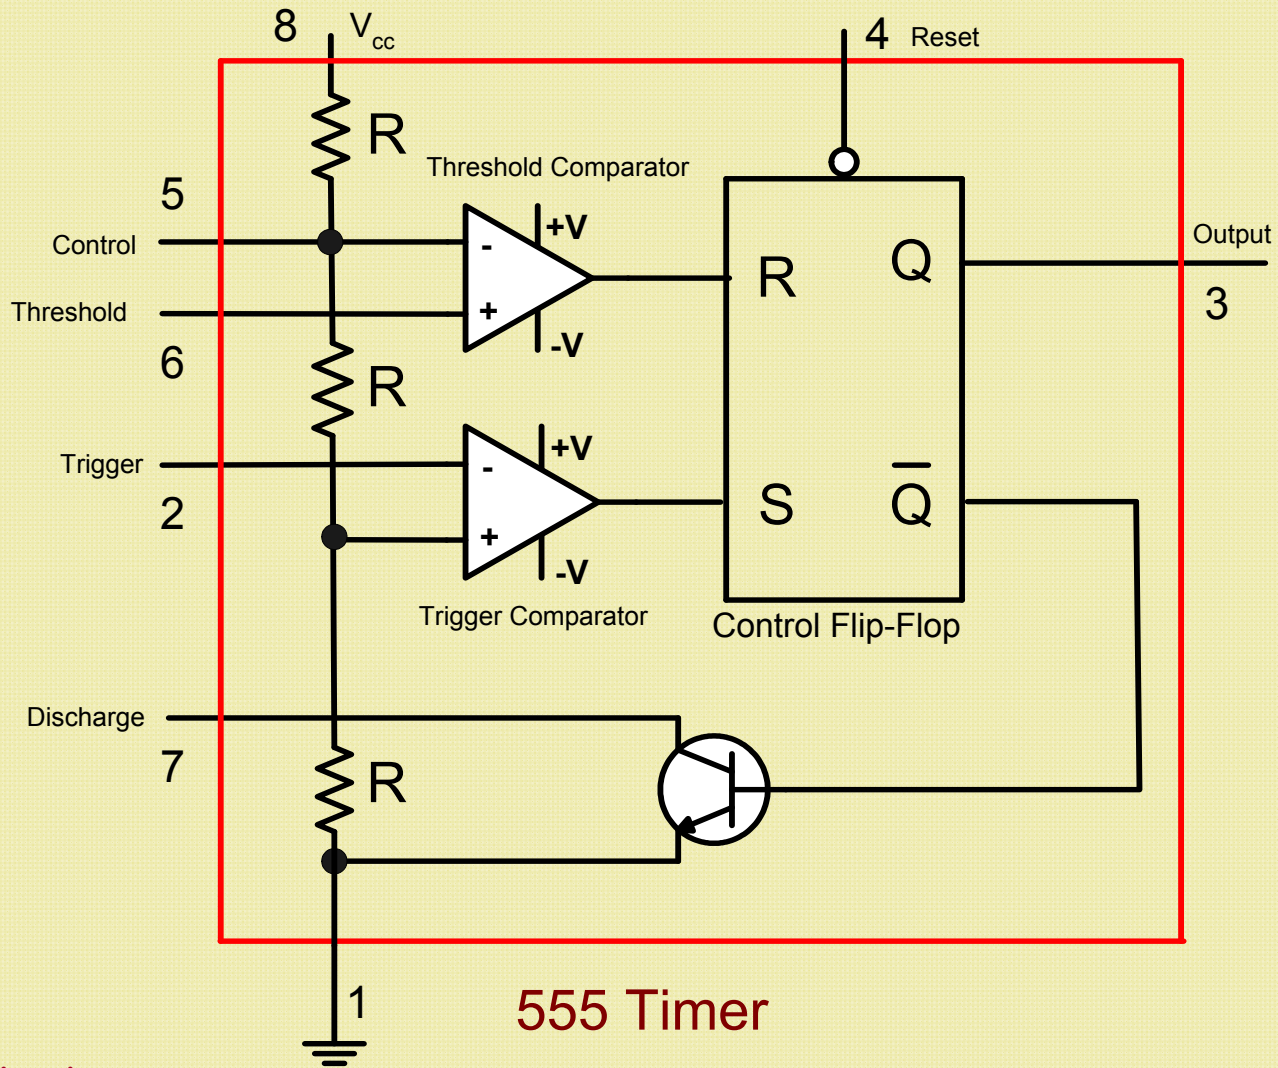 8 Vcc
4 Reset
R
Threshold Comparator
5
+V
Control
-
Output
R
Q
Threshold
+
3
-V
6
R
+V
Trigger
-
2
S
Q̅
+
-V
Trigger Comparator
Control Flip-Flop
Discharge
7
R
1
555 Timer